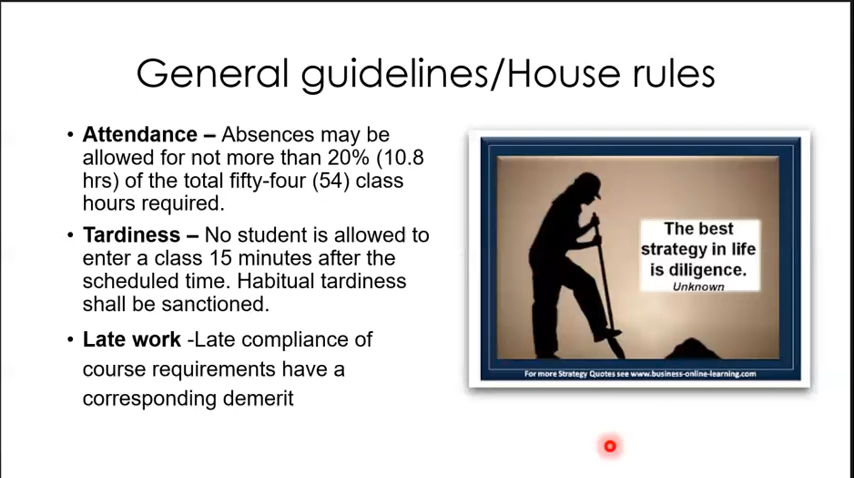 General guidelines/House rules
• Attendance – Absences may be
allowed for not more than 20% (10.8
hrs) of the total fifty-four (54) class
hours required.
• Tardiness – No student is allowed to
enter a class 15 minutes after the
scheduled time. Habitual tardiness
shall be sanctioned.
• Late work -Late compliance of
course requirements have a
corresponding demerit
The best
strategy in life
is diligence.
Unknown
For more Strategy Quotes see www.business-online-learning.com